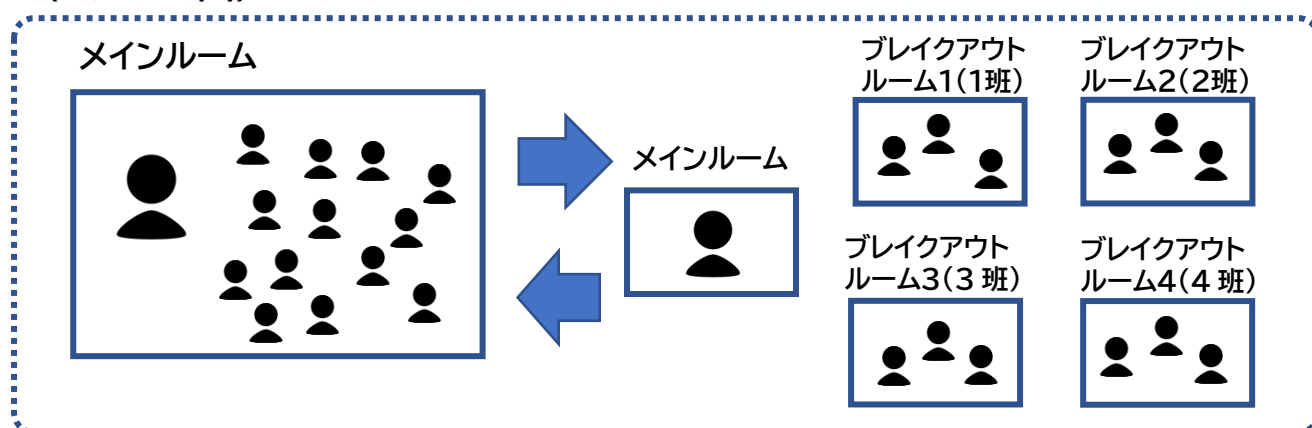 メインルーム
メインルーム
ブレイクアウト
ルーム1(1班)
ブレイクアウト
ルーム2(2班)
ブレイクアウト
ルーム3(3 班)
ブレイクアウト
ルーム4(4 班)